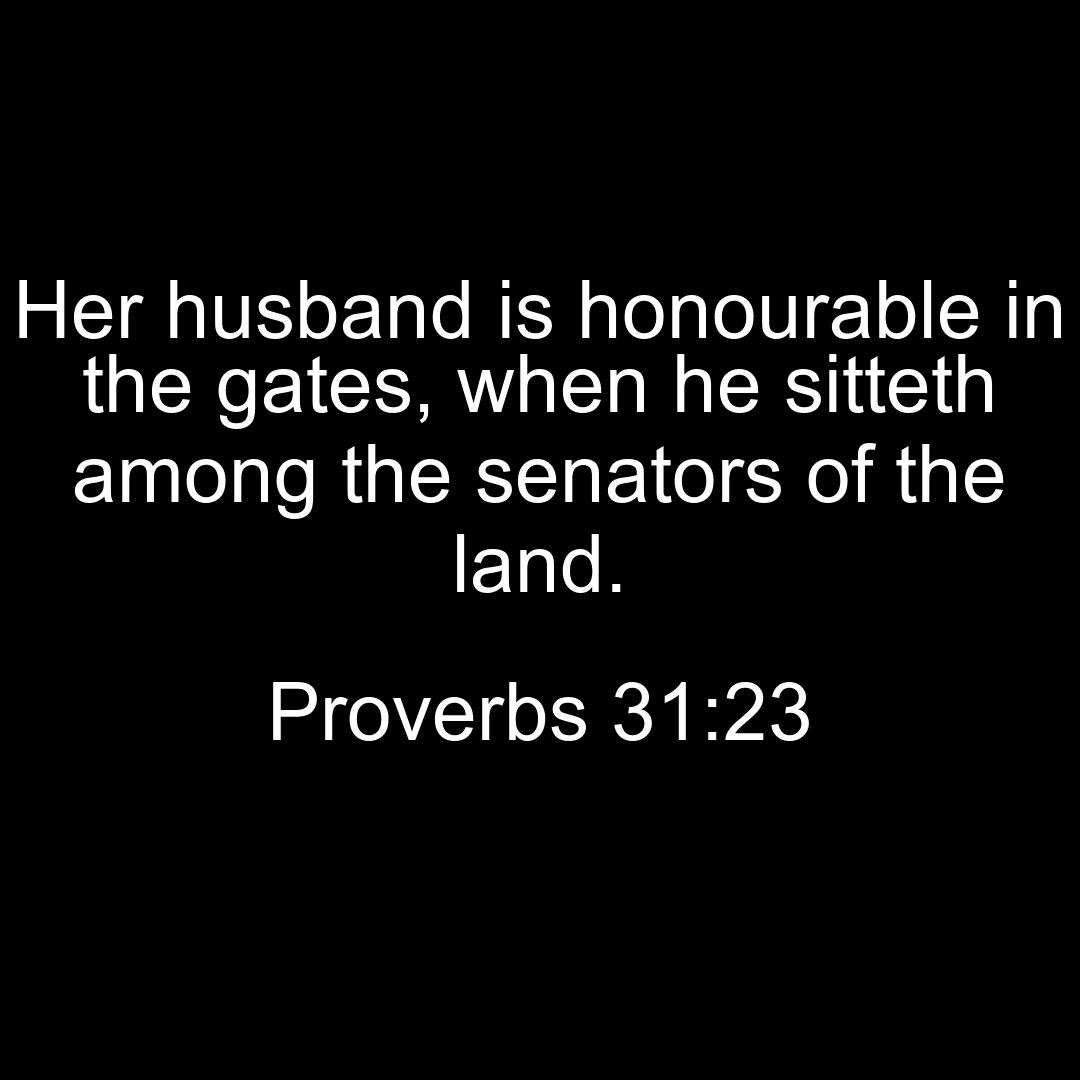 Her husband is honourable in
the gates, when he sitteth
among the senators of the
land.
Proverbs 31:23